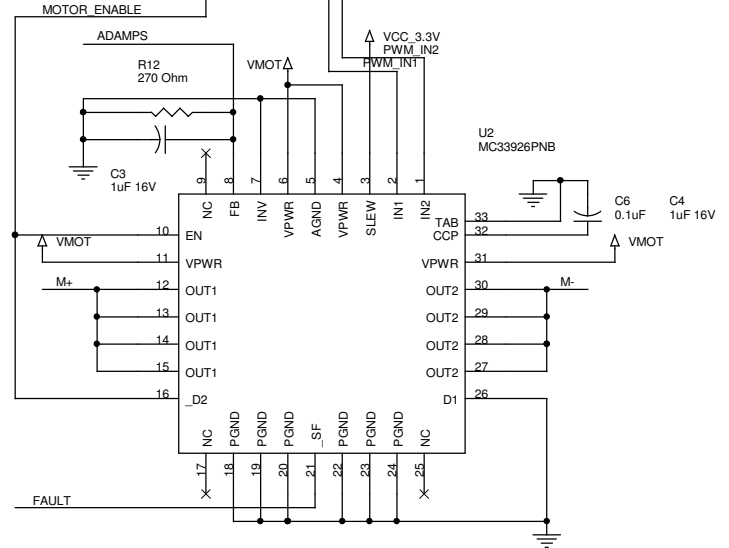 MOTOR_ENABLE
ADAMPS
VCC_3.3V
PWM_IN2
PWM_IN1
R12
270 Ohm
VMOT
U2
MC33926PNB
C3
1uF 16V
9
8
7
6
5
4
3
2
1
NC
FB
INV
VPWR
AGND
VPWR
SLEW
IN1
IN2
C6
0.1uF
C4
1uF 16V
TAB
33
CCP
32
10
EN
VMOT
VMOT
11
VPWR
VPWR
31
M+
12
OUT1
OUT2
30
M-
13
OUT1
OUT2
29
14
OUT1
OUT2
28
15
OUT1
OUT2
27
16
_D2
D1
26
NC
PGND
PGND
PGND
_SF
PGND
PGND
PGND
NC
17
18
19
20
21
22
23
24
25
FAULT